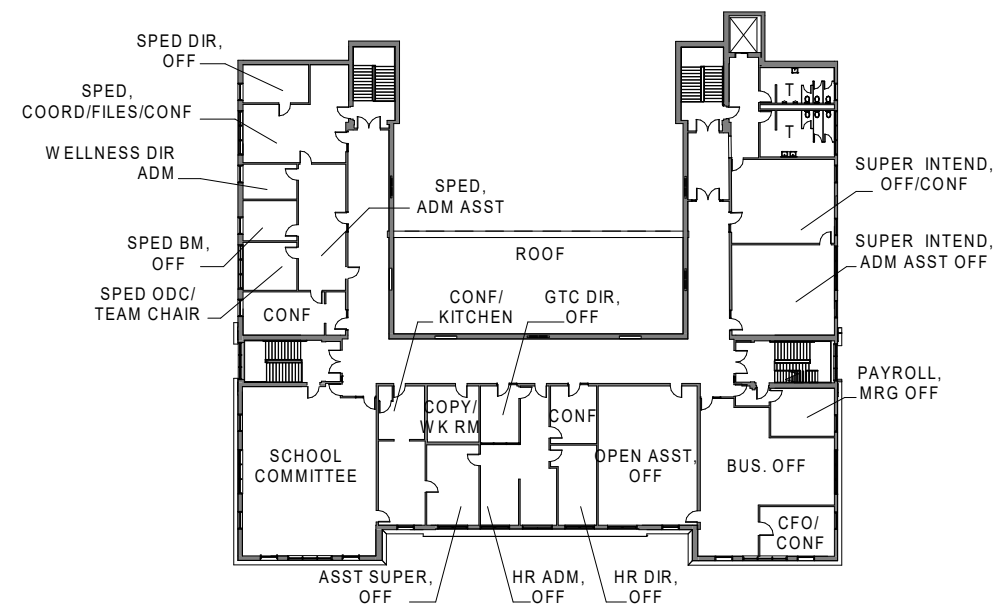 SPED DIR,
OFF
SPED,
COORD/FILES/CONF
WELLNESS DIR
ADM
SPED BM,
OFF
SPED ODC/
TEAM CHAIR
CONF
SPED,
ADM ASST
ROOF
CONF/
KITCHEN
GTC DIR,
OFF
T
T
SUPER INTEND,
OFF/CONF
SUPER INTEND,
ADM ASST OFF
PAYROLL,
MRG OFF
SCHOOL
COMMITTEE
COPY/
WK RM
CONF
OPEN ASST,
OFF
BUS. OFF
CFO/
CONF
ASST SUPER,
OFF
HR ADM,
OFF
HR DIR,
OFF